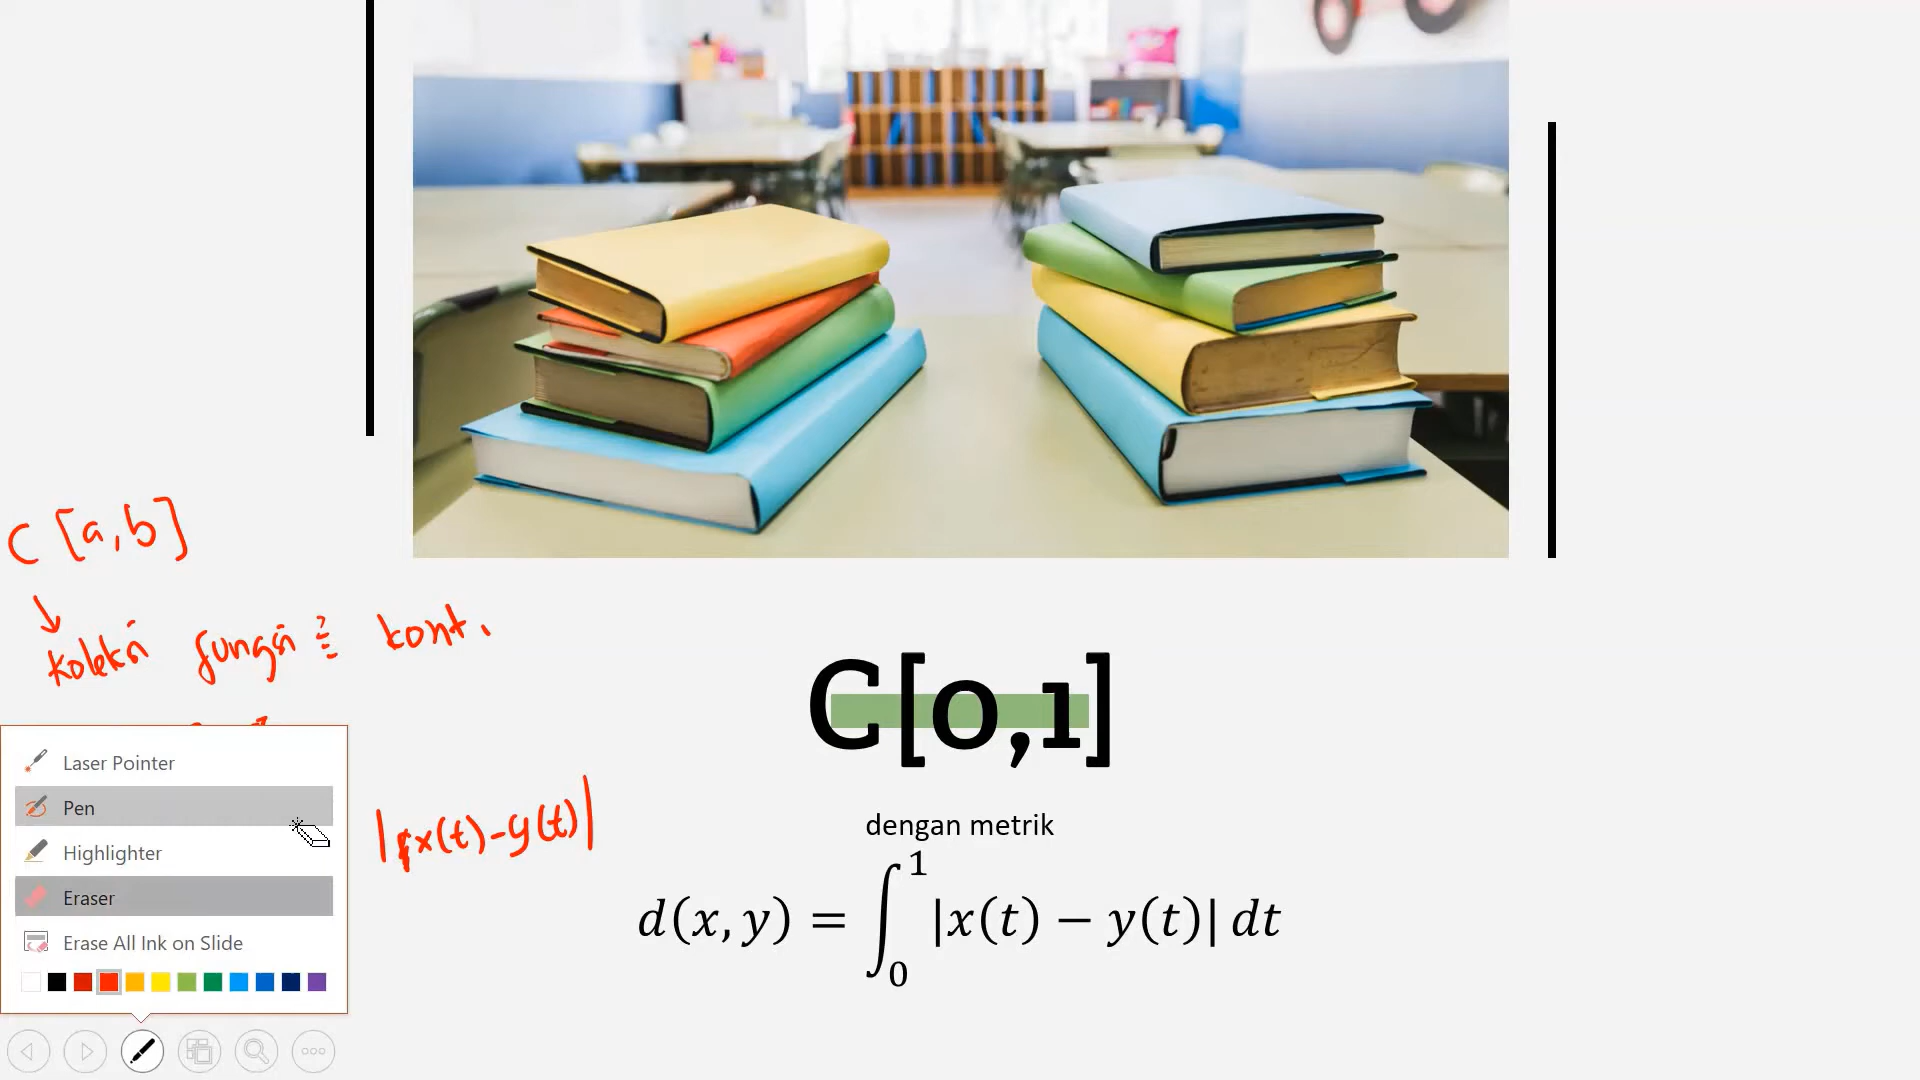 C [a,b]
↓
koleksi fungsi² kont.
C[0,1]
Laser Pointer
Pen
Highlighter
Eraser
Erase All Ink on Slide
|x(t)-y(t)|
dengan metrik
d(x, y) = ∫₀¹ |x(t) − y(t)| dt